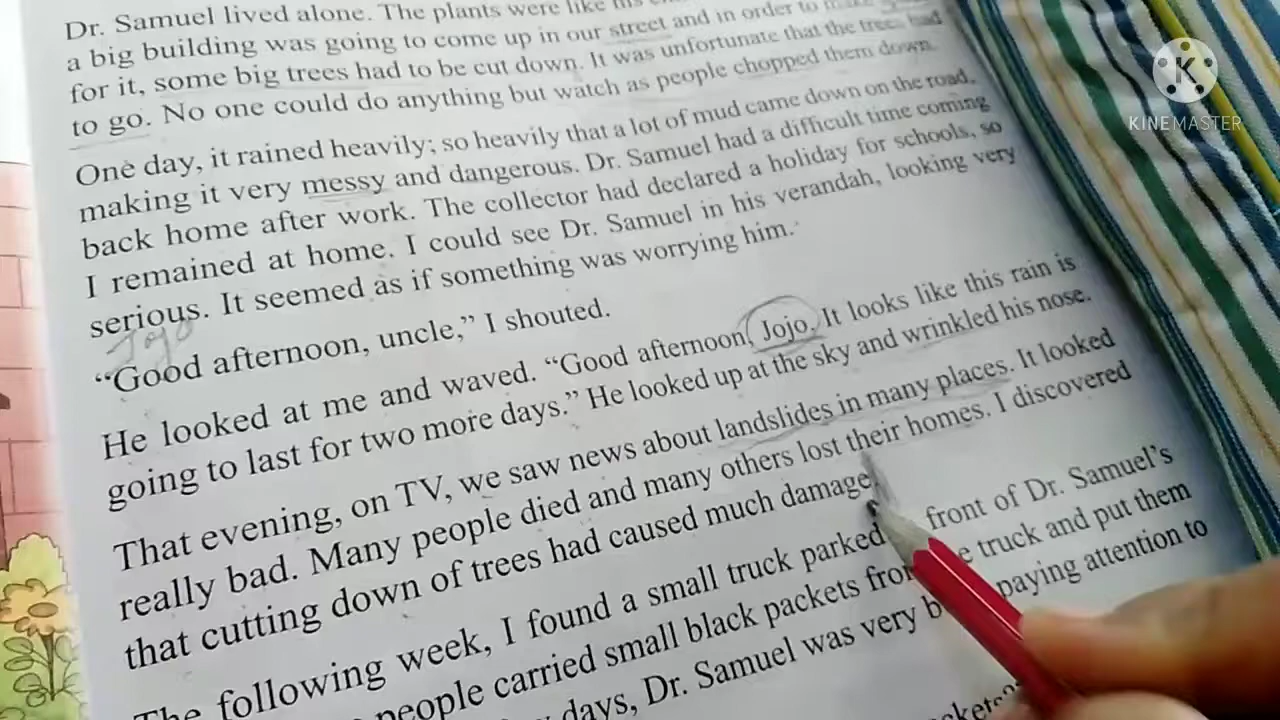 Dr. Samuel lived alone. The plants were like his
a big building was going to come up in our street and in order to make
for it, some big trees had to be cut down. It was unfortunate that the trees had
to go. No one could do anything but watch as people chopped them down.
One day, it rained heavily; so heavily that a lot of mud came down on the road,
making it very messy and dangerous. Dr. Samuel had a difficult time coming
back home after work. The collector had declared a holiday for schools, so
I remained at home. I could see Dr. Samuel in his verandah, looking very
serious. It seemed as if something was worrying him.
Jojo
“Good afternoon, uncle,” I shouted.
He looked at me and waved. “Good afternoon, Jojo. It looks like this rain is
going to last for two more days.” He looked up at the sky and wrinkled his nose.
That evening, on TV, we saw news about landslides in many places. It looked
really bad. Many people died and many others lost their homes. I discovered
that cutting down of trees had caused much damage.
The following week, I found a small truck parked front of Dr. Samuel’s
people carried small black packets from truck and put them
days, Dr. Samuel was very paying attention to
KINEMASTER